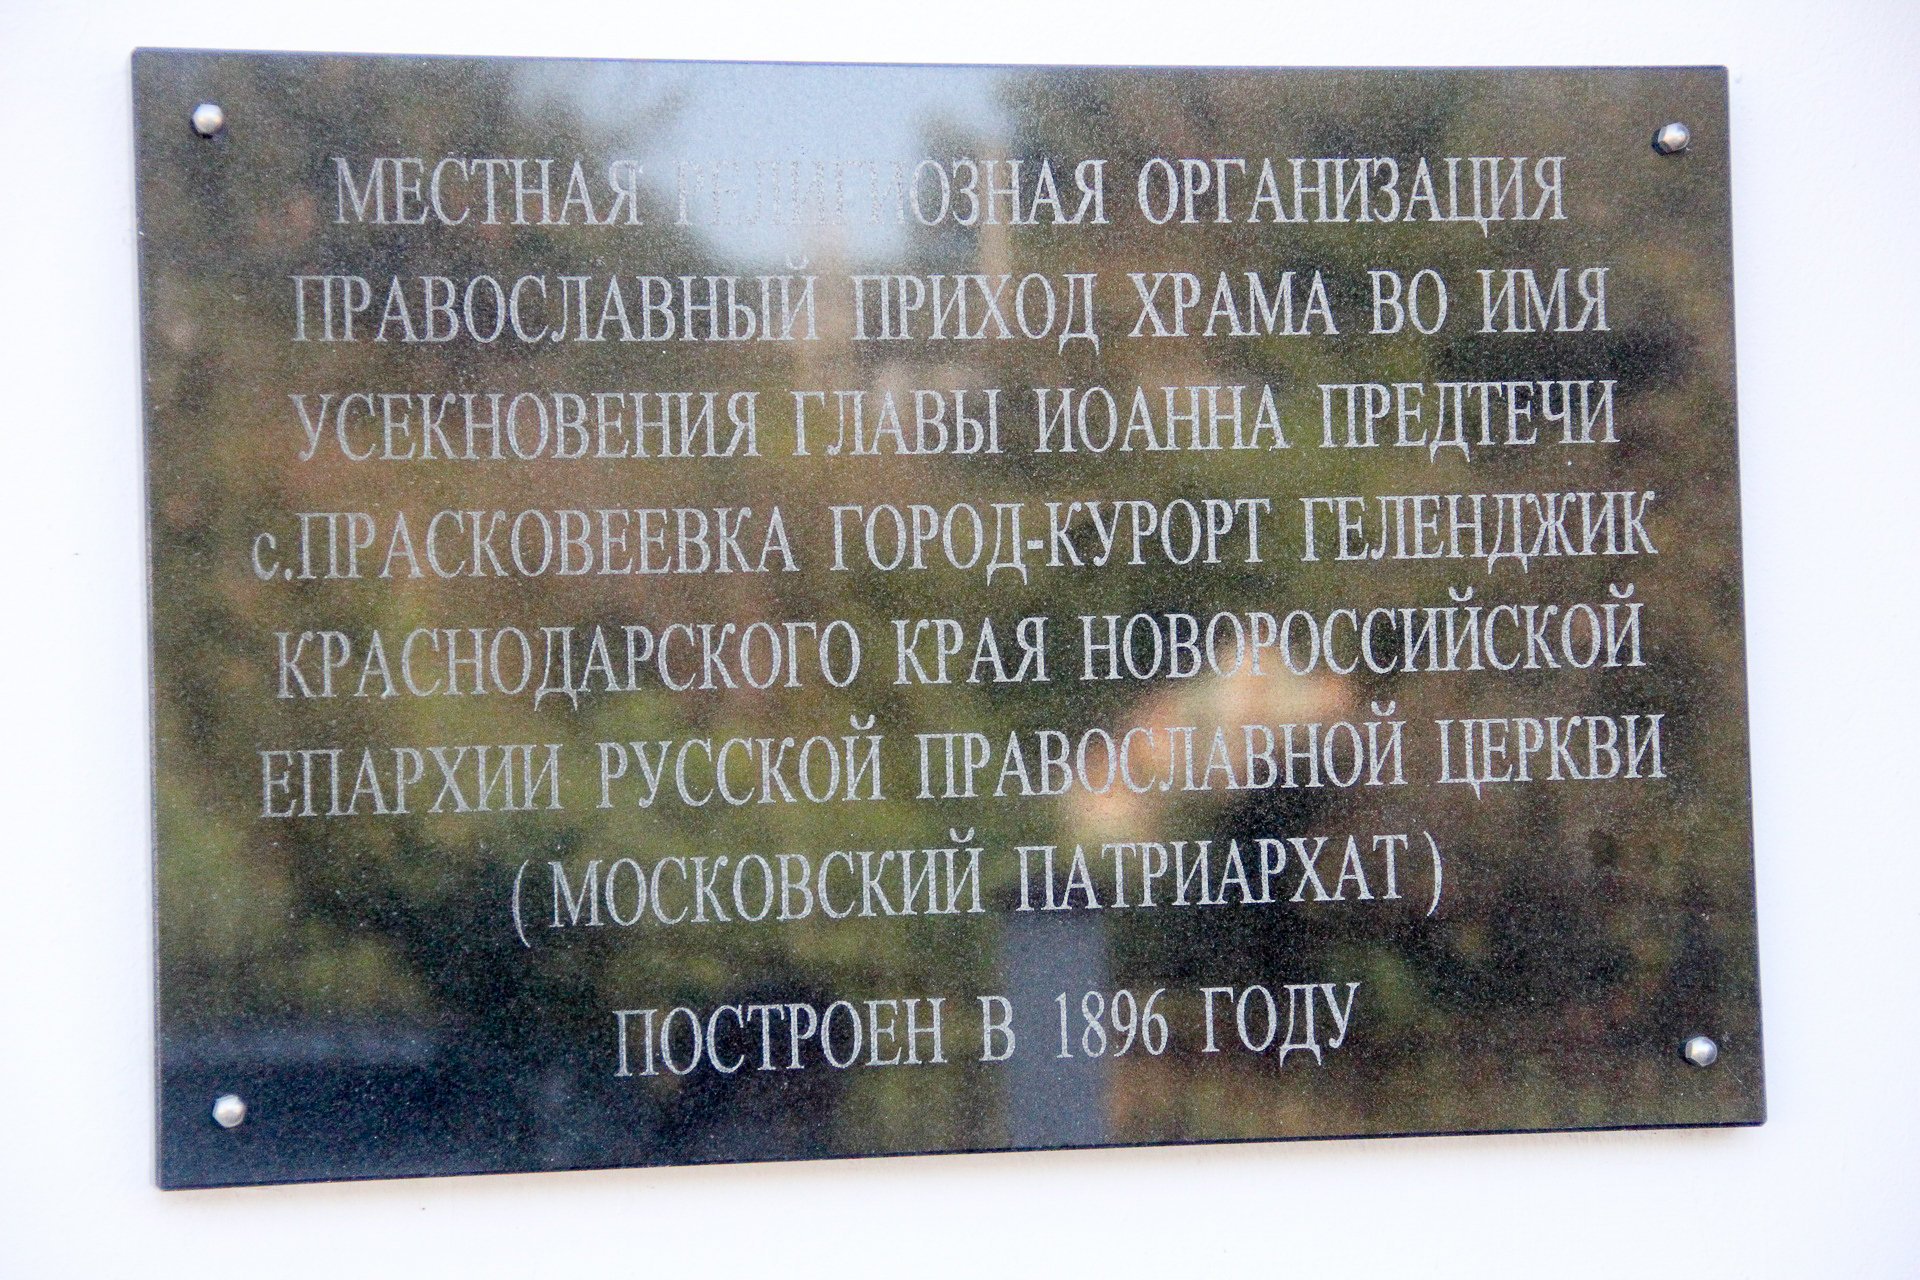 МЕСТНАЯ РЕЛИГИОЗНАЯ ОРГАНИЗАЦИЯ
ПРАВОСЛАВНЫЙ ПРИХОД ХРАМА ВО ИМЯ
УСЕКНОВЕНИЯ ГЛАВЫ ИОАННА ПРЕДТЕЧИ
с.ПРАСКОВЕЕВКА ГОРОД-КУРОРТ ГЕЛЕНДЖИК
КРАСНОДАРСКОГО КРАЯ НОВОРОССИЙСКОЙ
ЕПАРХИИ РУССКОЙ ПРАВОСЛАВНОЙ ЦЕРКВИ
( МОСКОВСКИЙ ПАТРИАРХАТ )
ПОСТРОЕН В 1896 ГОДУ